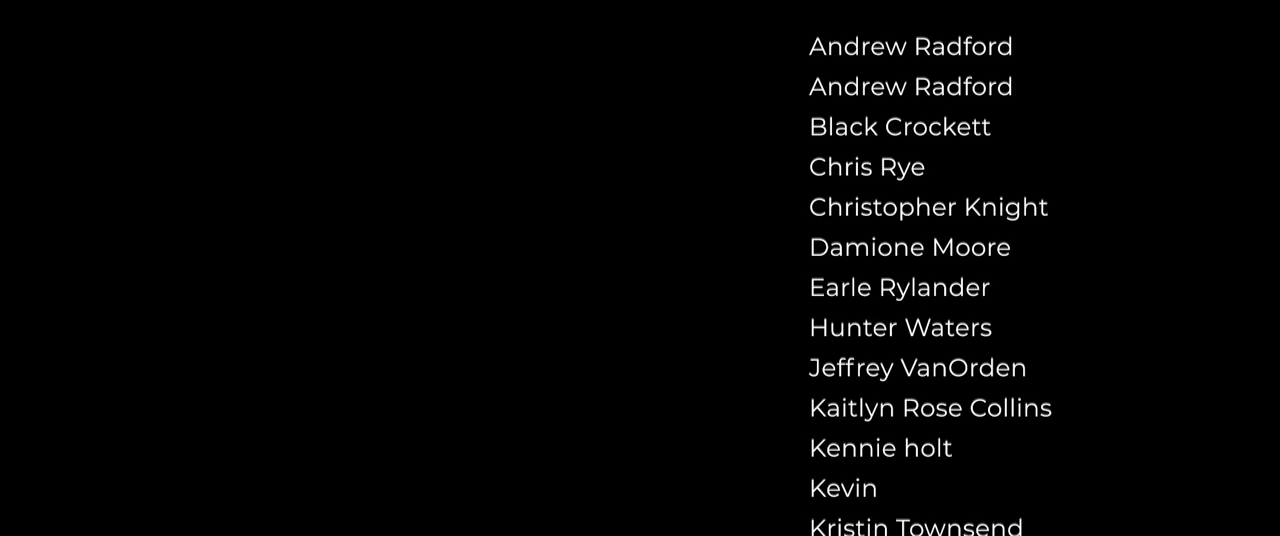 Andrew Radford
Andrew Radford
Black Crockett
Chris Rye
Christopher Knight
Damione Moore
Earle Rylander
Hunter Waters
Jeffrey VanOrden
Kaitlyn Rose Collins
Kennie holt
Kevin
Kristin Townsend